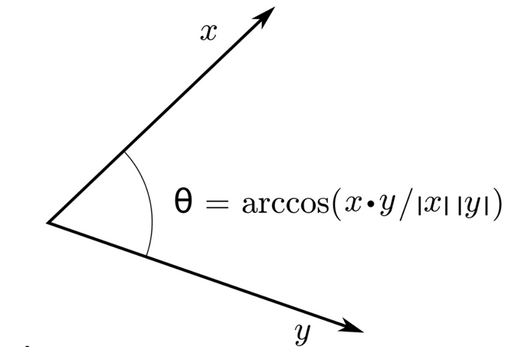 x
θ = arccos(x•y/|x| |y|)
y